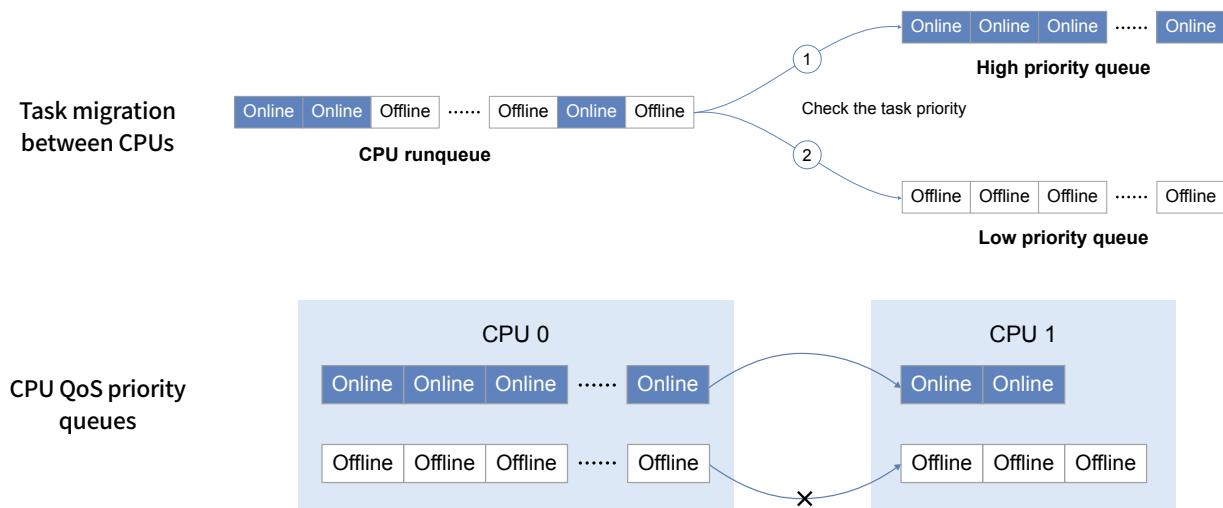 Online Online Online ...... Online
High priority queue
1
Task migration
between CPUs
Online Online Offline ...... Offline Online Offline
CPU runqueue
Check the task priority
2
Offline Offline Offline ...... Offline
Low priority queue
CPU QoS priority
queues
CPU 0
CPU 1
Online Online Online ...... Online
Online Online
Offline Offline Offline ...... Offline
Offline Offline Offline